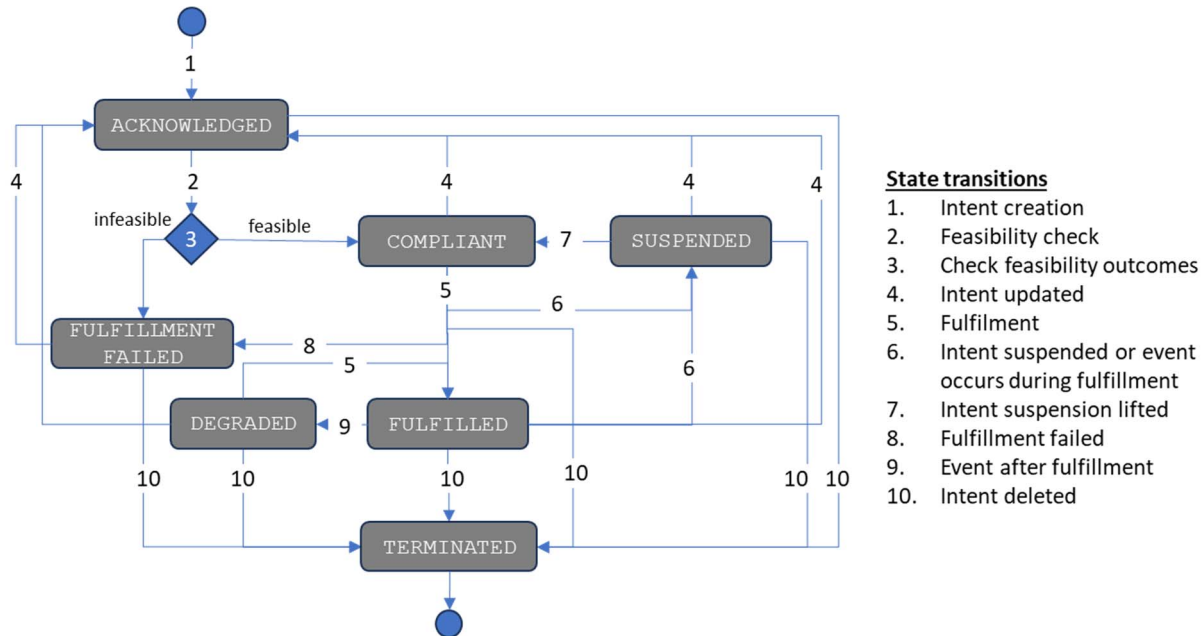 1
ACKNOWLEDGED
4
2
4
4
4
infeasible
3
feasible
COMPLIANT
7
SUSPENDED
5
6
FULFILLMENT
FAILED
8
5
6
DEGRADED
9
FULFILLED
10
10
10
10
10
10
TERMINATED
State transitions
1. Intent creation
2. Feasibility check
3. Check feasibility outcomes
4. Intent updated
5. Fulfilment
6. Intent suspended or event
occurs during fulfillment
7. Intent suspension lifted
8. Fulfillment failed
9. Event after fulfillment
10. Intent deleted